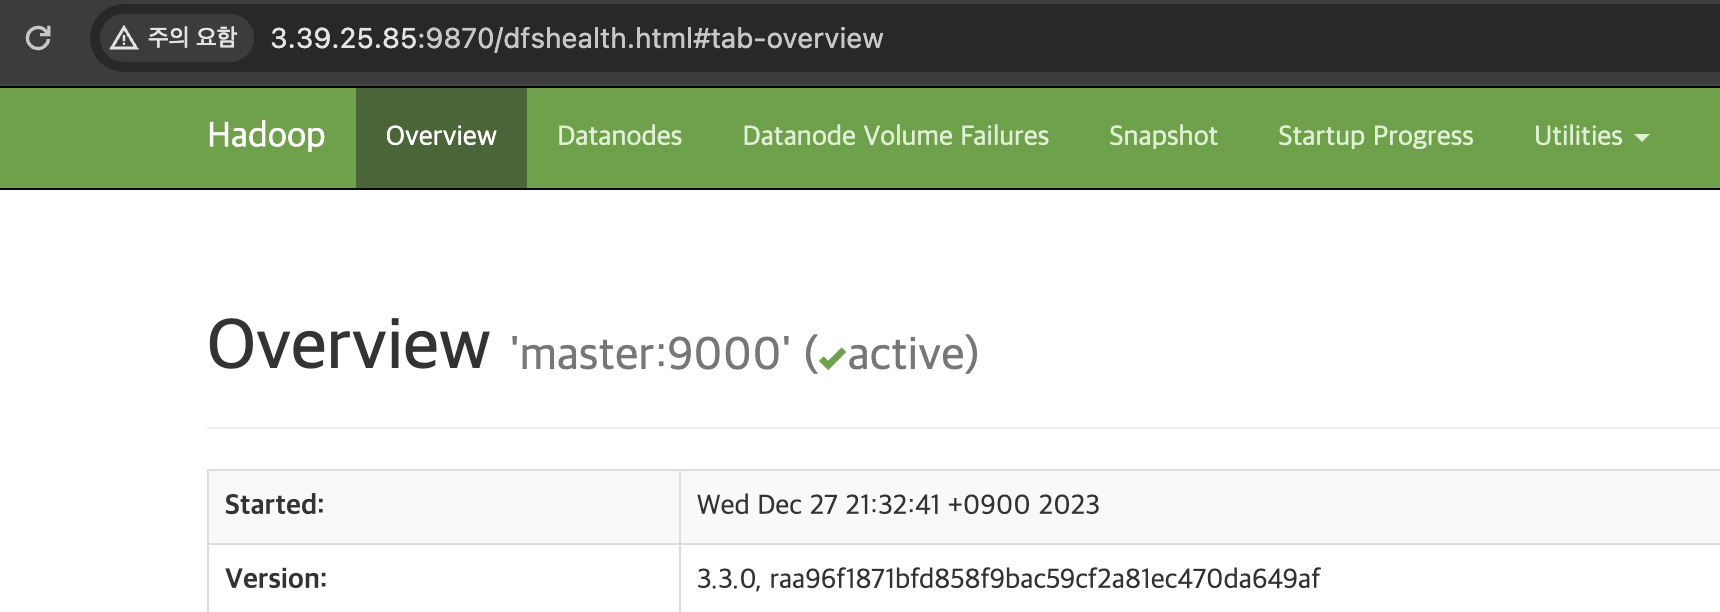 주의 요함 3.39.25.85:9870/dfshealth.html#tab-overview
Hadoop Overview Datanodes Datanode Volume Failures Snapshot Startup Progress Utilities
Overview 'master:9000' (✔active)
Started: Wed Dec 27 21:32:41 +0900 2023
Version: 3.3.0, raa96f1871bfd858f9bac59cf2a81ec470da649af